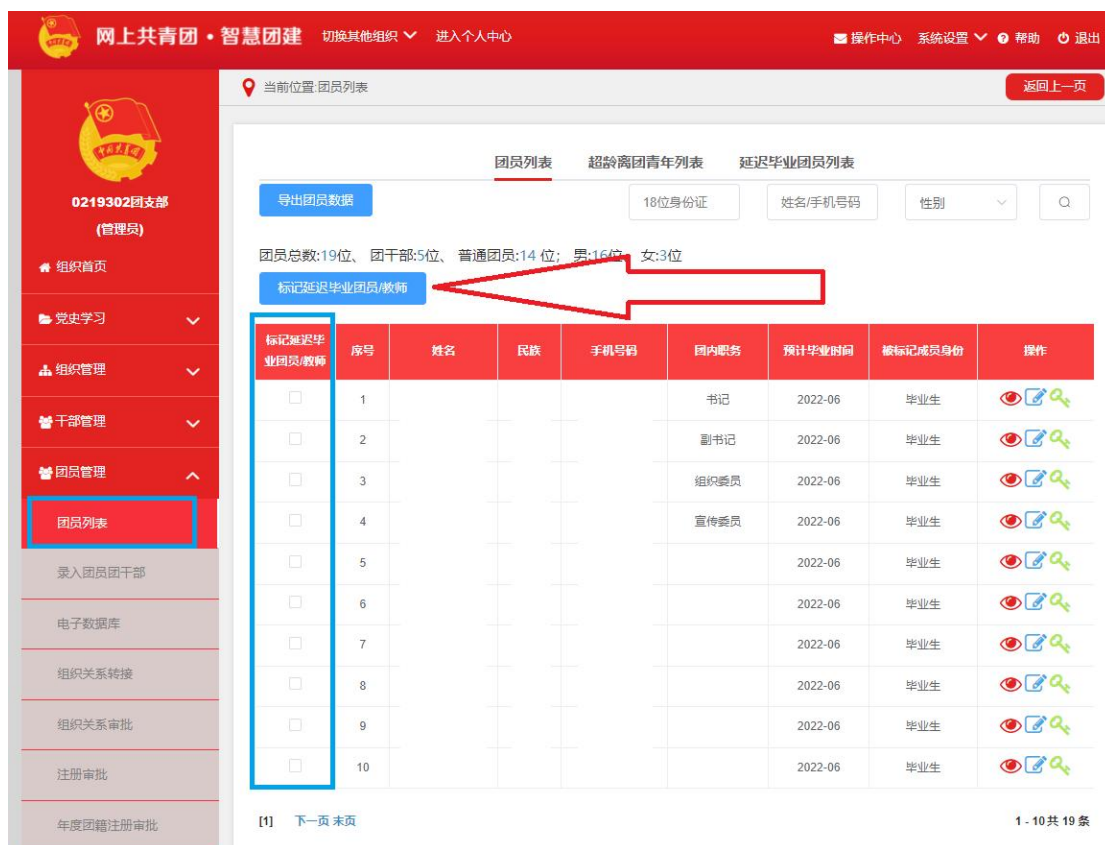 网上共青团・智慧团建 切换其他组织 进入个人中心 操作中心 系统设置 帮助 退出
当前位置:团员列表 返回上一页
中国共青团
0219302团支部
(管理员)
组织首页
党史学习
组织管理
干部管理
团员管理
团员列表
录入团员团干部
电子数据库
组织关系转接
组织关系审批
注册审批
年度团籍注册审批
团员列表 超龄离团青年列表 延迟毕业团员列表
导出团员数据 18位身份证 姓名/手机号码 性别
团员总数:19位、 团干部:5位、 普通团员:14 位; 男:16位、 女:3位
标记延迟毕业团员/教师
标记延迟毕
业团员/教师 序号 姓名 民族 手机号码 团内职务 预计毕业时间 被标记成员身份 操作
1 书记 2022-06 毕业生
2 副书记 2022-06 毕业生
3 组织委员 2022-06 毕业生
4 宣传委员 2022-06 毕业生
5 2022-06 毕业生
6 2022-06 毕业生
7 2022-06 毕业生
8 2022-06 毕业生
9 2022-06 毕业生
10 2022-06 毕业生
[1] 下一页 末页 1 - 10 共 19 条